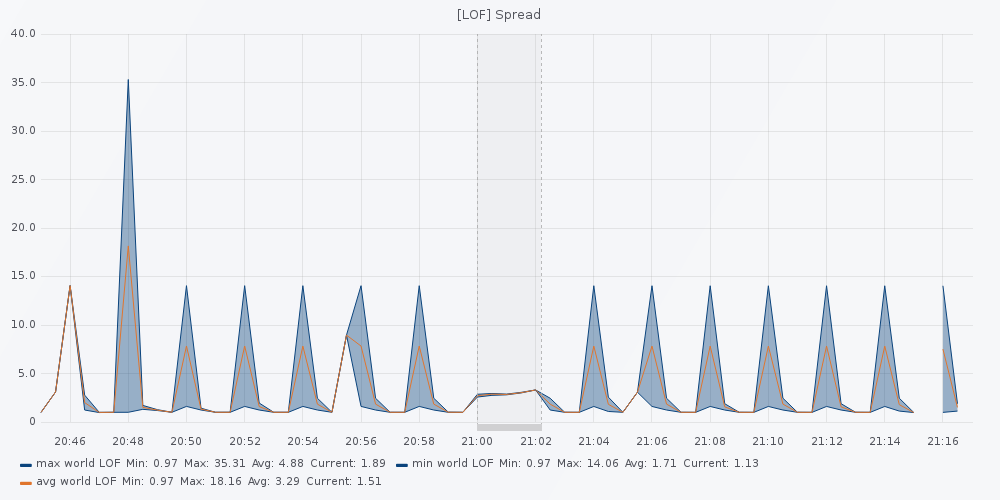 [LOF] Spread
40.0
35.0
30.0
25.0
20.0
15.0
10.0
5.0
0
20:46 20:48 20:50 20:52 20:54 20:56 20:58 21:00 21:02 21:04 21:06 21:08 21:10 21:12 21:14 21:16
max world LOF Min: 0.97 Max: 35.31 Avg: 4.88 Current: 1.89 min world LOF Min: 0.97 Max: 14.06 Avg: 1.71 Current: 1.13
avg world LOF Min: 0.97 Max: 18.16 Avg: 3.29 Current: 1.51